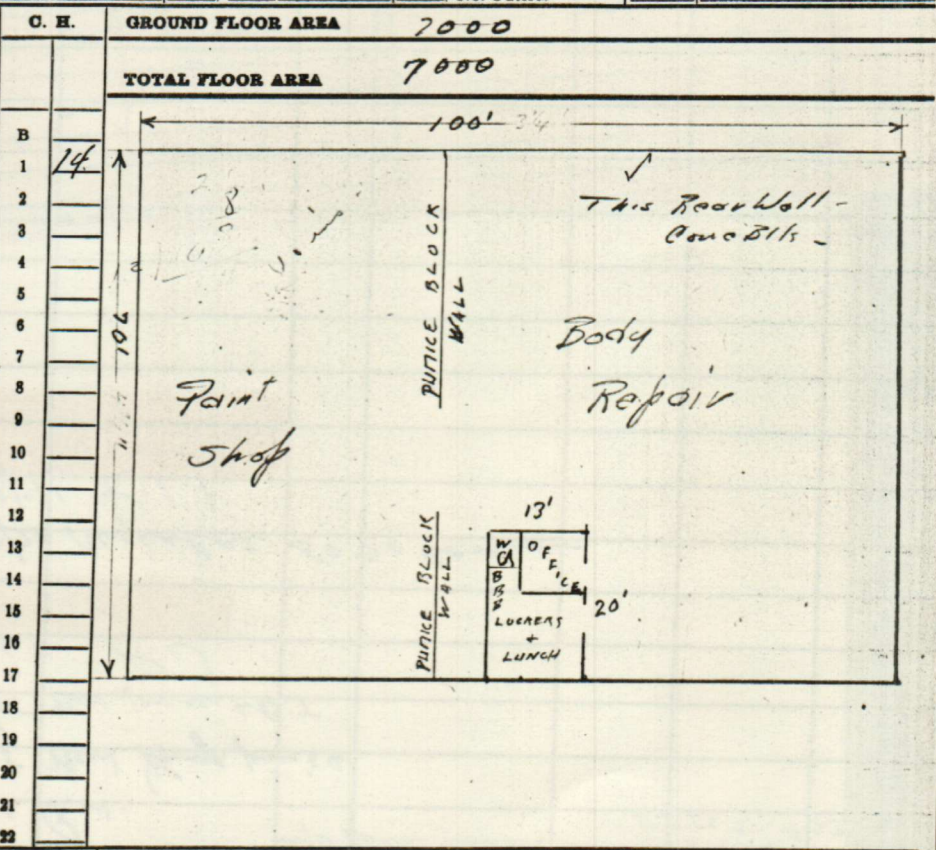 C. H.
GROUND FLOOR AREA 7000
TOTAL FLOOR AREA 7000
100'
B
1 14
2
3
4
5
6
7
8
9
10
11
12
13
14
15
16
17
18
19
20
21
22
70'
This Rear Wall -
Conc Blls -
PUMICE BLOCK
WALL
Body
Repair
Paint
Shop
PUMICE BLOCK
WALL
13'
W
OFFICE
20'
LOCKERS
+
LUNCH